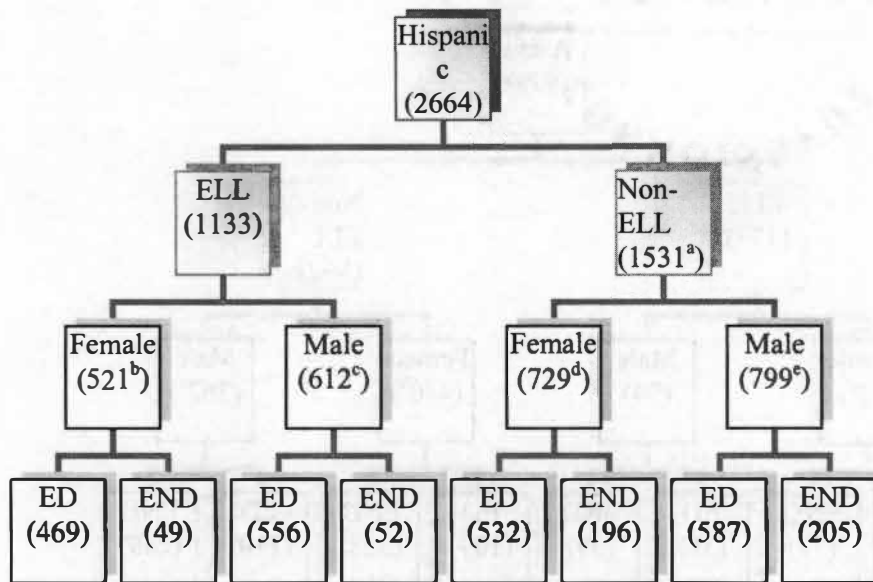 Hispani
c
(2664)
ELL
(1133)
Non-
ELL
(1531ᵃ)
Female
(521ᵇ)
Male
(612ᶜ)
Female
(729ᵈ)
Male
(799ᵉ)
ED
(469)
END
(49)
ED
(556)
END
(52)
ED
(532)
END
(196)
ED
(587)
END
(205)